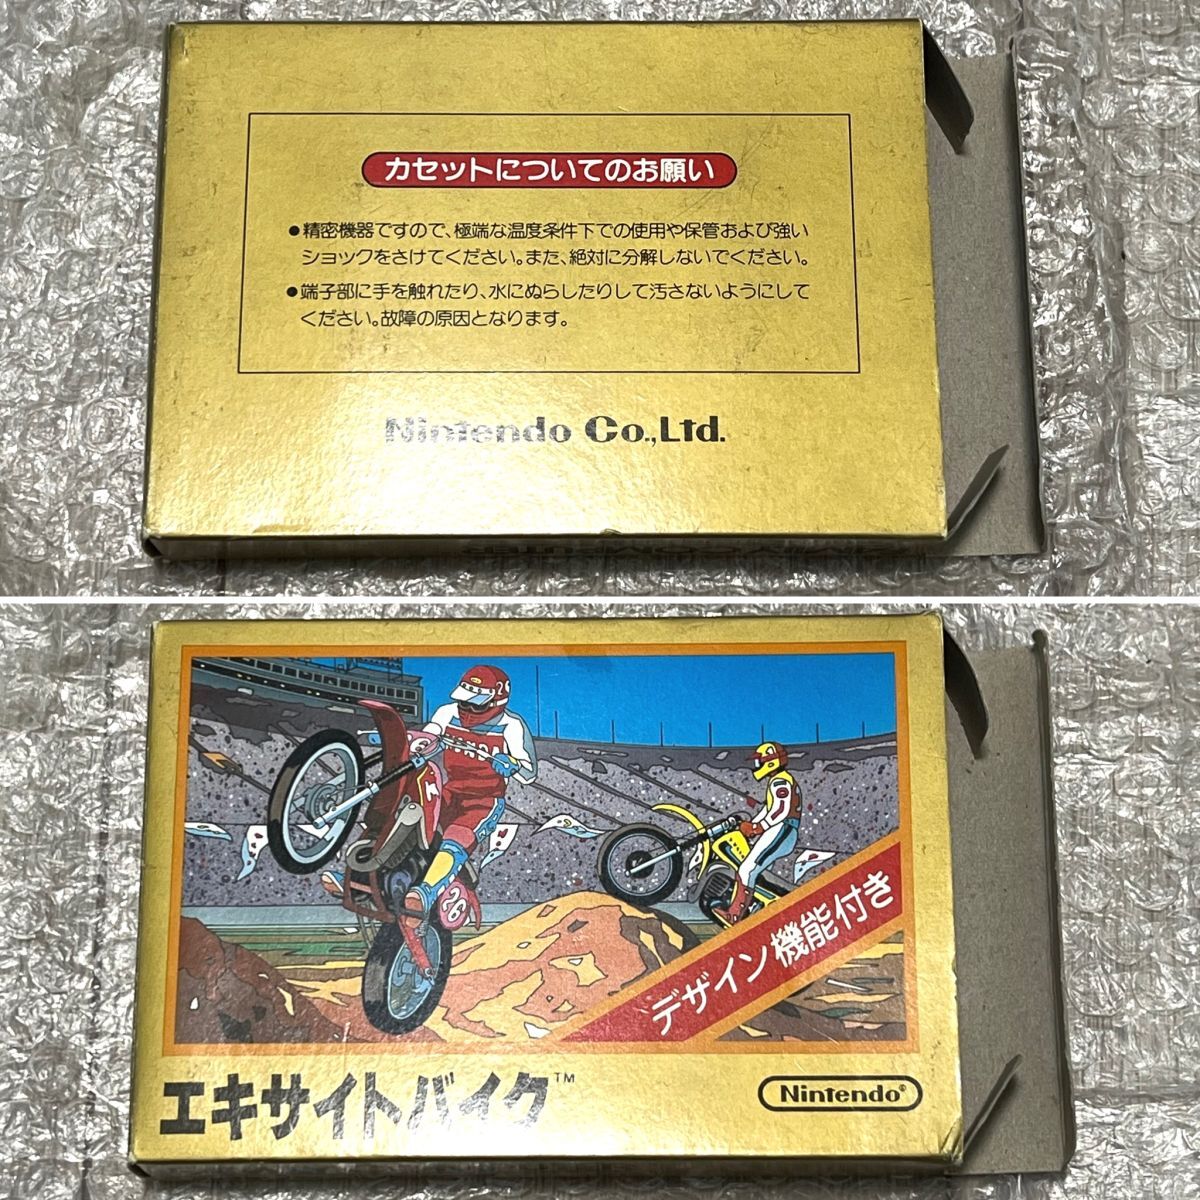 カセットについてのお願い
●精密機器ですので、極端な温度条件下での使用や保管および強い
ショックをさけてください。また、絶対に分解しないでください。
●端子部に手を触れたり、水にぬらしたりして汚さないようにして
ください。故障の原因となります。
Nintendo Co.,Ltd.
26
26
デザイン機能付き
エキサイトバイク™
Nintendo®